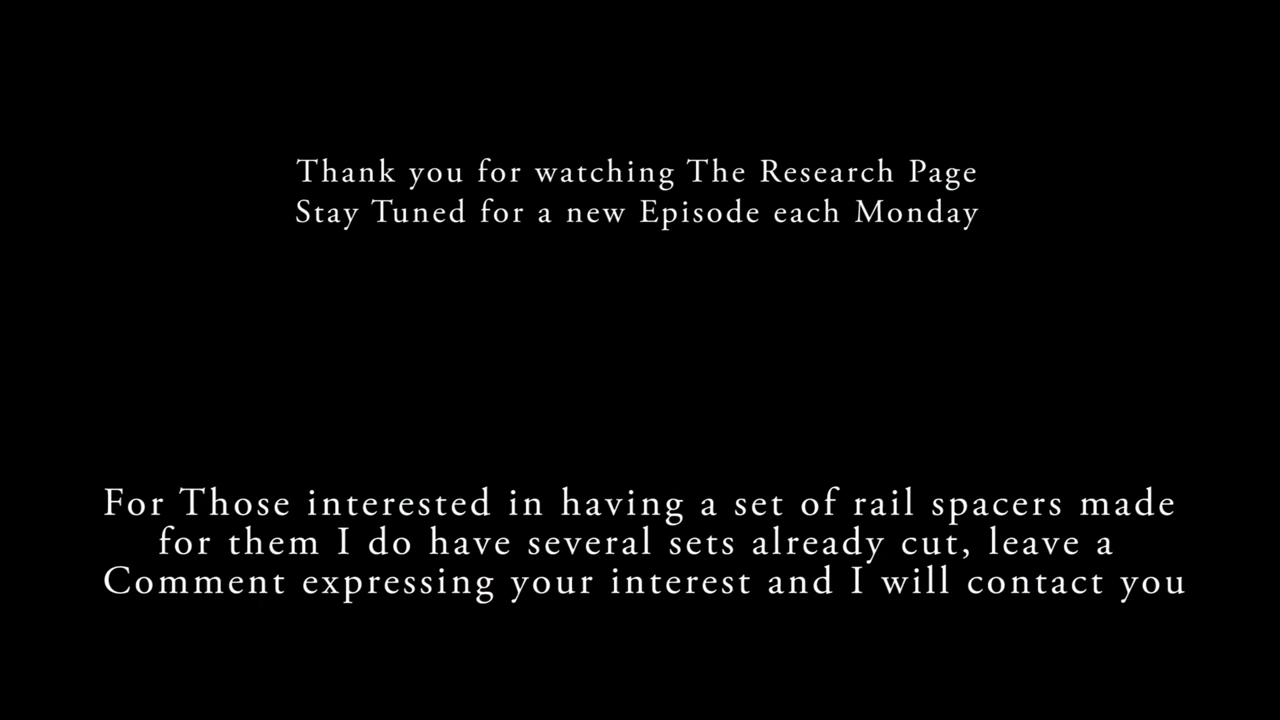 Thank you for watching The Research Page
Stay Tuned for a new Episode each Monday
For Those interested in having a set of rail spacers made
for them I do have several sets already cut, leave a
Comment expressing your interest and I will contact you